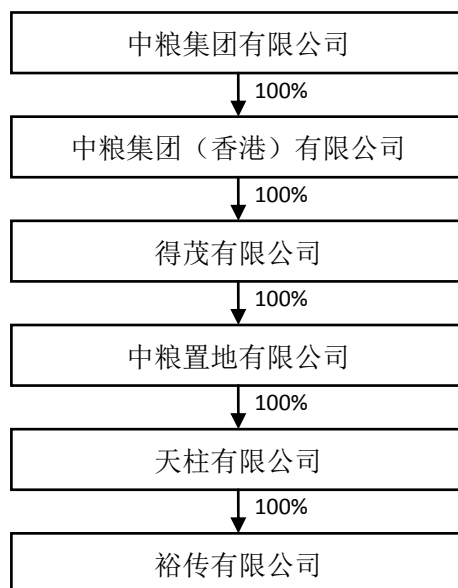 中粮集团有限公司
100%
中粮集团（香港）有限公司
100%
得茂有限公司
100%
中粮置地有限公司
100%
天柱有限公司
100%
裕传有限公司